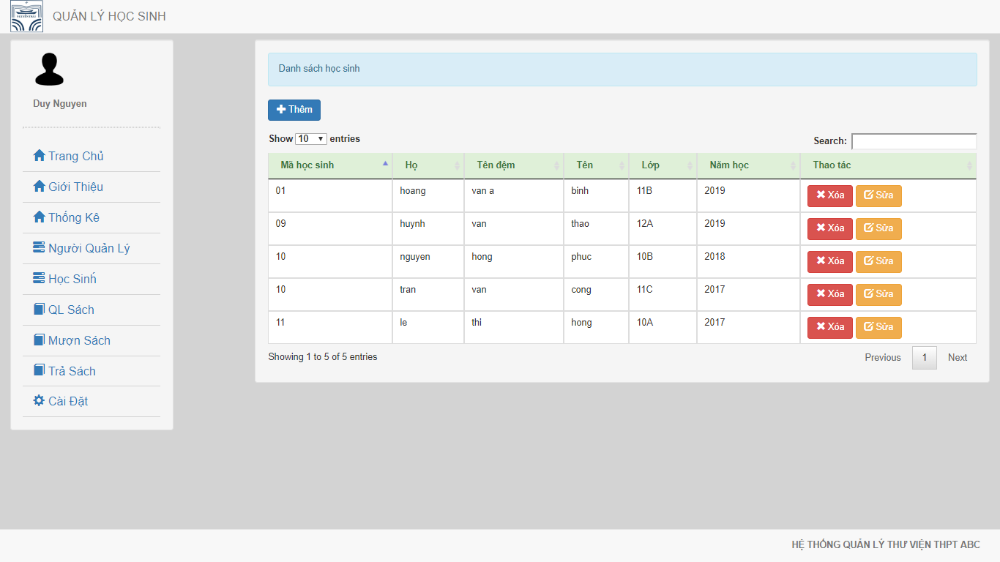 QUẢN LÝ HỌC SINH
Duy Nguyen
Trang Chủ
Giới Thiệu
Thống Kê
Người Quản Lý
Học Sinh
QL Sách
Mượn Sách
Trả Sách
Cài Đặt
Danh sách học sinh
Thêm
Show 10 entries
Search:
Mã học sinh Họ Tên đệm Tên Lớp Năm học Thao tác
01 hoang van a binh 11B 2019 Xóa Sửa
09 huynh van thao 12A 2019 Xóa Sửa
10 nguyen hong phuc 10B 2018 Xóa Sửa
10 tran van cong 11C 2017 Xóa Sửa
11 le thi hong 10A 2017 Xóa Sửa
Showing 1 to 5 of 5 entries
Previous 1 Next
HỆ THỐNG QUẢN LÝ THƯ VIỆN THPT ABC